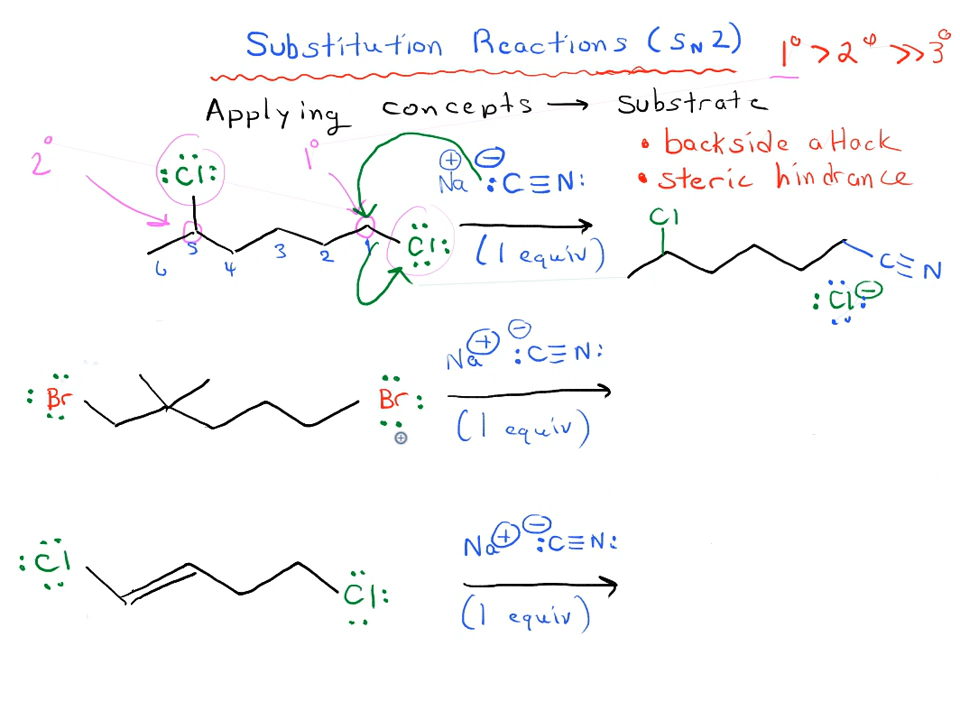 Substitution Reactions (SN2) 1° > 2° >> 3°
Applying concepts → Substrate
• backside attack
• steric hindrance
2° :Cl: 1° Na ⊕ ⊖ :C≡N:
Cl
6 5 4 3 2 1 Cl: (1 equiv) C≡N
:Cl: ⊖
Na ⊕ ⊖ :C≡N:
:Br Br:
(1 equiv)
Na ⊕ ⊖ :C≡N:
:Cl Cl:
(1 equiv)